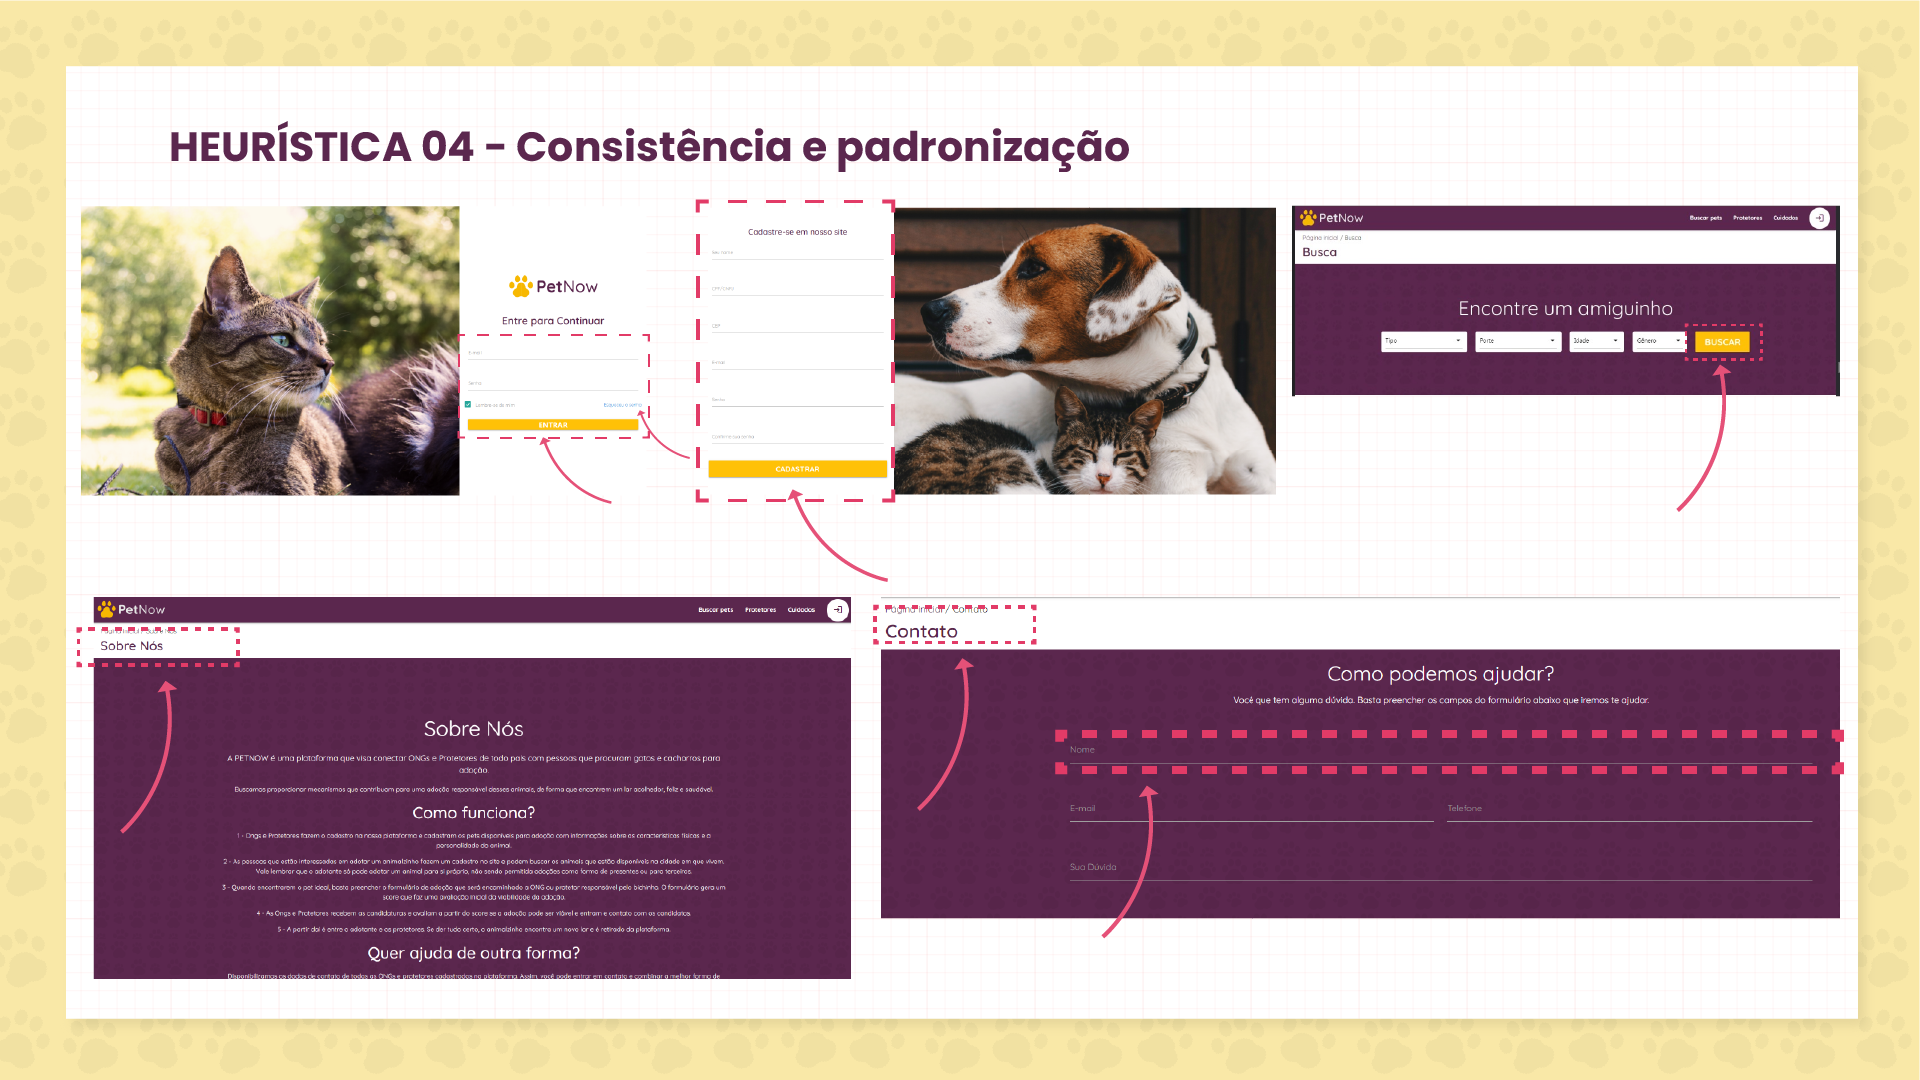 HEURÍSTICA 04 - Consistência e padronização
PetNow
Entre para Continuar
E-mail
Senha
Lembre-se de mim
Esqueceu a senha
ENTRAR
Cadastre-se em nosso site
Seu nome
CPF/CNPJ
CEP
E-mail
Senha
Confirme sua senha
CADASTRAR
PetNow
Buscar pets Protetores Cuidados
Página inicial / Busca
Busca
Encontre um amiguinho
Tipo Porte Idade Gênero BUSCAR
PetNow
Buscar pets Protetores Cuidados
Sobre Nós
Sobre Nós
A PETNOW é uma plataforma que visa conectar ONGs e Protetores de todo país com pessoas que procuram gatos e cachorros para
adoção.
Buscamos proporcionar mecanismos que contribuam para uma adoção responsável desses animais, de forma que encontrem um lar acolhedor, feliz e saudável.
Como funciona?
1 - Ongs e Protetores fazem o cadastro na nossa plataforma e cadastram os pets disponíveis para adoção com informações sobre as características físicas e a
personalidade do animal.
2 - As pessoas que estão interessadas em adotar um animalzinho fazem um cadastro no site e podem buscar os animais que estão disponíveis na cidade em que vivem.
Vale lembrar que o adotante só pode adotar um animal para si próprio, não sendo permitida adoções como forma de presentes ou para terceiros.
3 - Quando encontrarem o pet ideal, basta preencher o formulário de adoção que será encaminhado a ONG ou protetor responsável pelo bichinho. O formulário gera um
score que faz uma avaliação inicial da viabilidade da adoção.
4 - As Ongs e Protetores recebem as candidaturas e avaliam a partir do score se a adoção pode ser viável e entram e contato com os candidatos
5 - A partir daí é entre o adotante e os protetores. Se der tudo certo, o animalzinho encontra um novo lar e é retirado da plataforma.
Quer ajuda de outra forma?
Disponibilizamos os dados de contato de todas as ONGs e protetores cadastrados na plataforma. Assim, você pode entrar em contato e combinar a melhor forma de
Página inicial / Contato
Contato
Como podemos ajudar?
Você que tem alguma dúvida. Basta preencher os campos do formulário abaixo que iremos te ajudar.
Nome
E-mail Telefone
Sua Dúvida